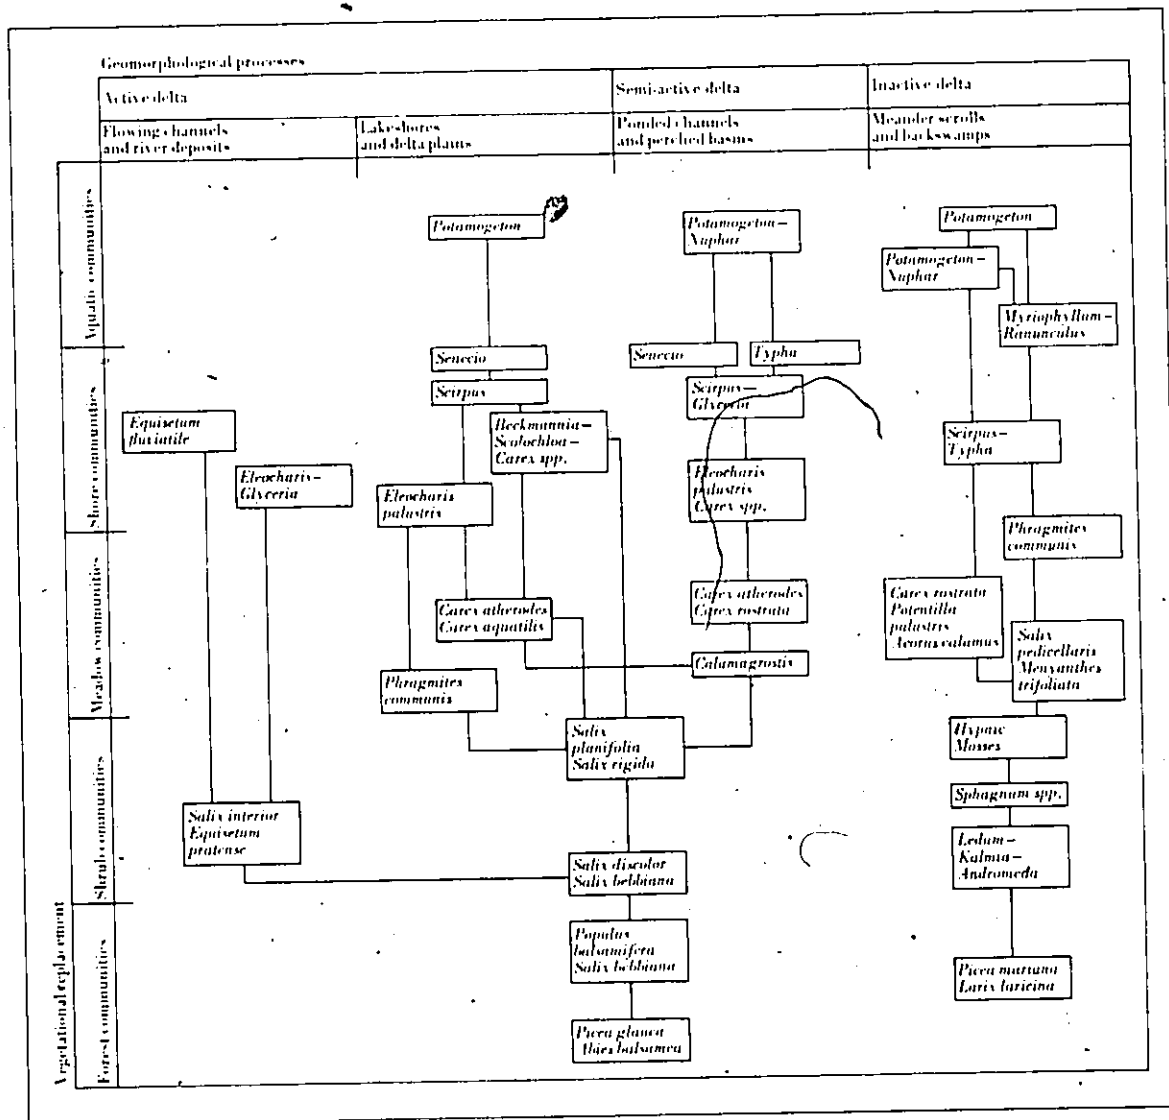 Geomorphological processes
Active delta
Semi-active delta
Inactive delta
Flowing channels
and river deposits
Lakeshores
and delta plains
Ponded channels
and perched basins
Meander scrolls
and backswamps
Vegetational replacement
Aquatic communities
Shore communities
Meadow communities
Shrub communities
Forest communities
Equisetum
fluviatile
Eleocharis–
Glyceria
Salix interior
Equisetum
pratense
Potamogeton
Senecio
Scirpus
Beckmannia–
Scolochloa–
Carex spp.
Eleocharis
palustris
Carex atherodes
Carex aquatilis
Phragmites
communis
Salix
planifolia
Salix rigida
Salix discolor
Salix bebbiana
Populus
balsamifera
Salix bebbiana
Picea glauca
Abies balsamea
Potamogeton–
Nuphar
Senecio
Typha
Scirpus–
Glyceria
Eleocharis
palustris
Carex spp.
Carex atherodes
Carex rostrata
Calamagrostis
Potamogeton
Potamogeton–
Nuphar
Myriophyllum–
Ranunculus
Scirpus–
Typha
Phragmites
communis
Carex rostrata
Potentilla
palustris
Acorus calamus
Salix
pedicellaris
Menyanthes
trifoliata
Hypnic
Mosses
Sphagnum spp.
Ledum–
Kalmia–
Andromeda
Picea mariana
Larix laricina